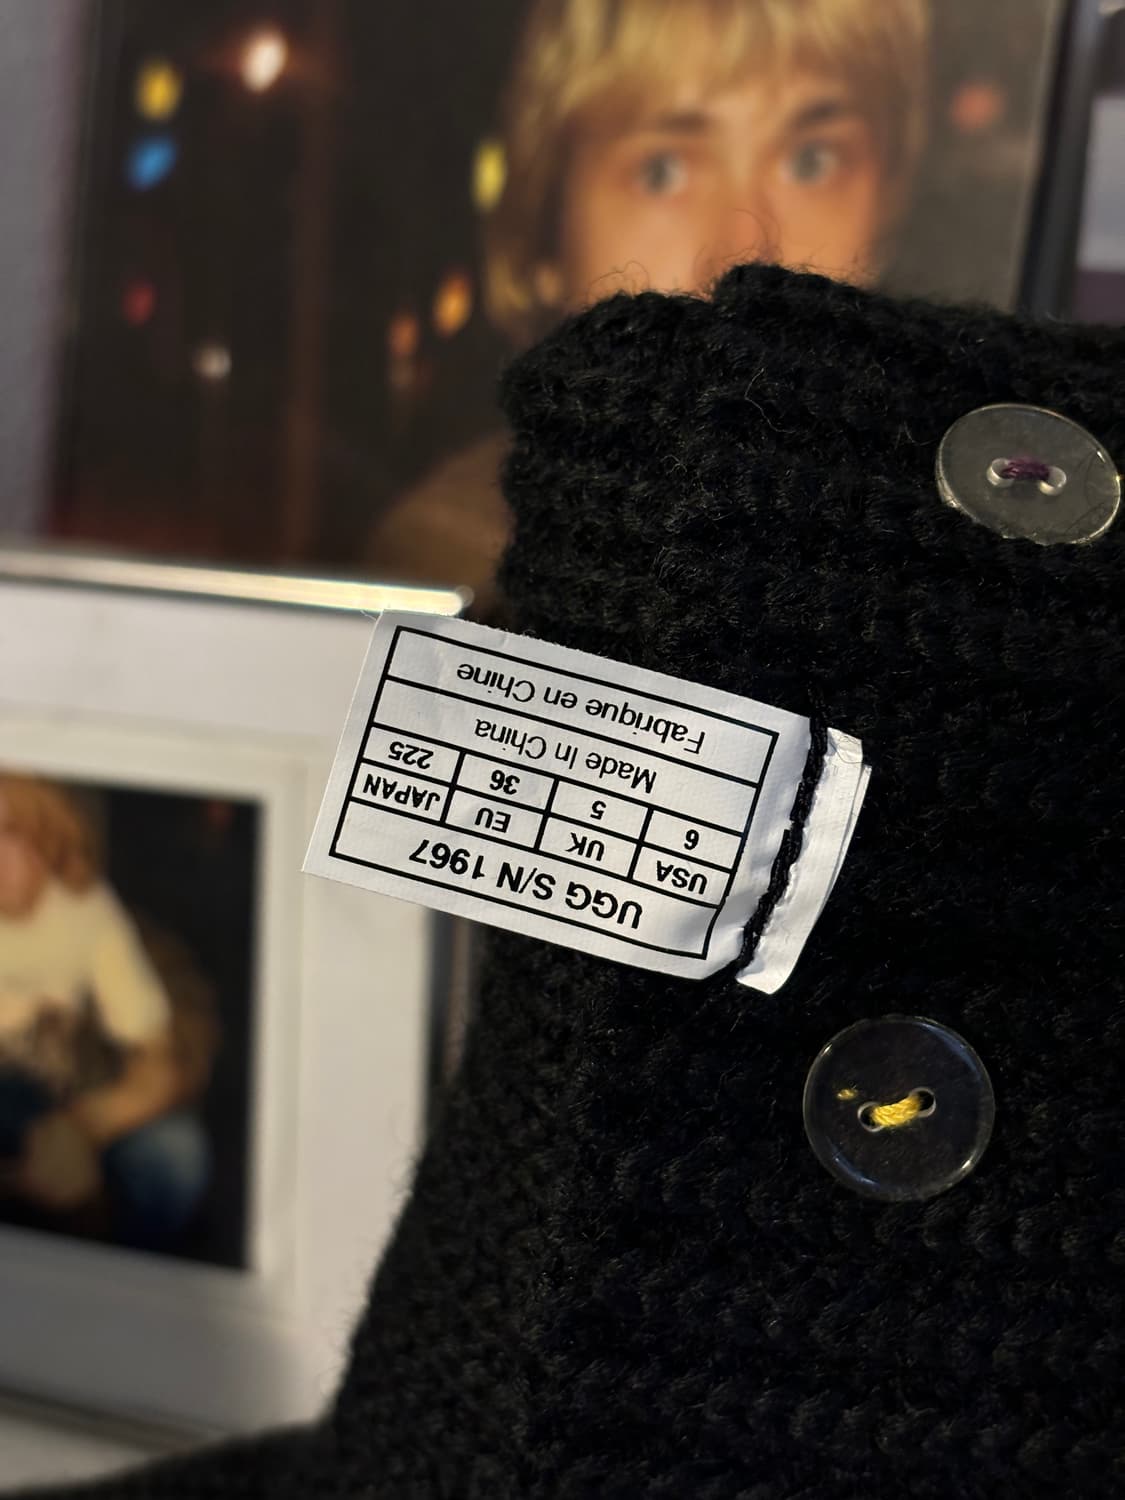 UGG S/N 1967
USA UK EU JAPAN
6 5 36 225
Made In China
Fabrique en Chine